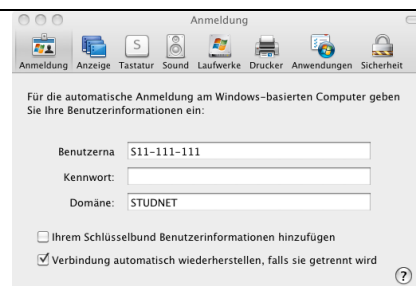 Anmeldung
S
Anmeldung Anzeige Tastatur Sound Laufwerke Drucker Anwendungen Sicherheit
Für die automatische Anmeldung am Windows-basierten Computer geben
Sie Ihre Benutzerinformationen ein:
Benutzerna S11-111-111
Kennwort:
Domäne: STUDNET
Ihrem Schlüsselbund Benutzerinformationen hinzufügen
Verbindung automatisch wiederherstellen, falls sie getrennt wird
?